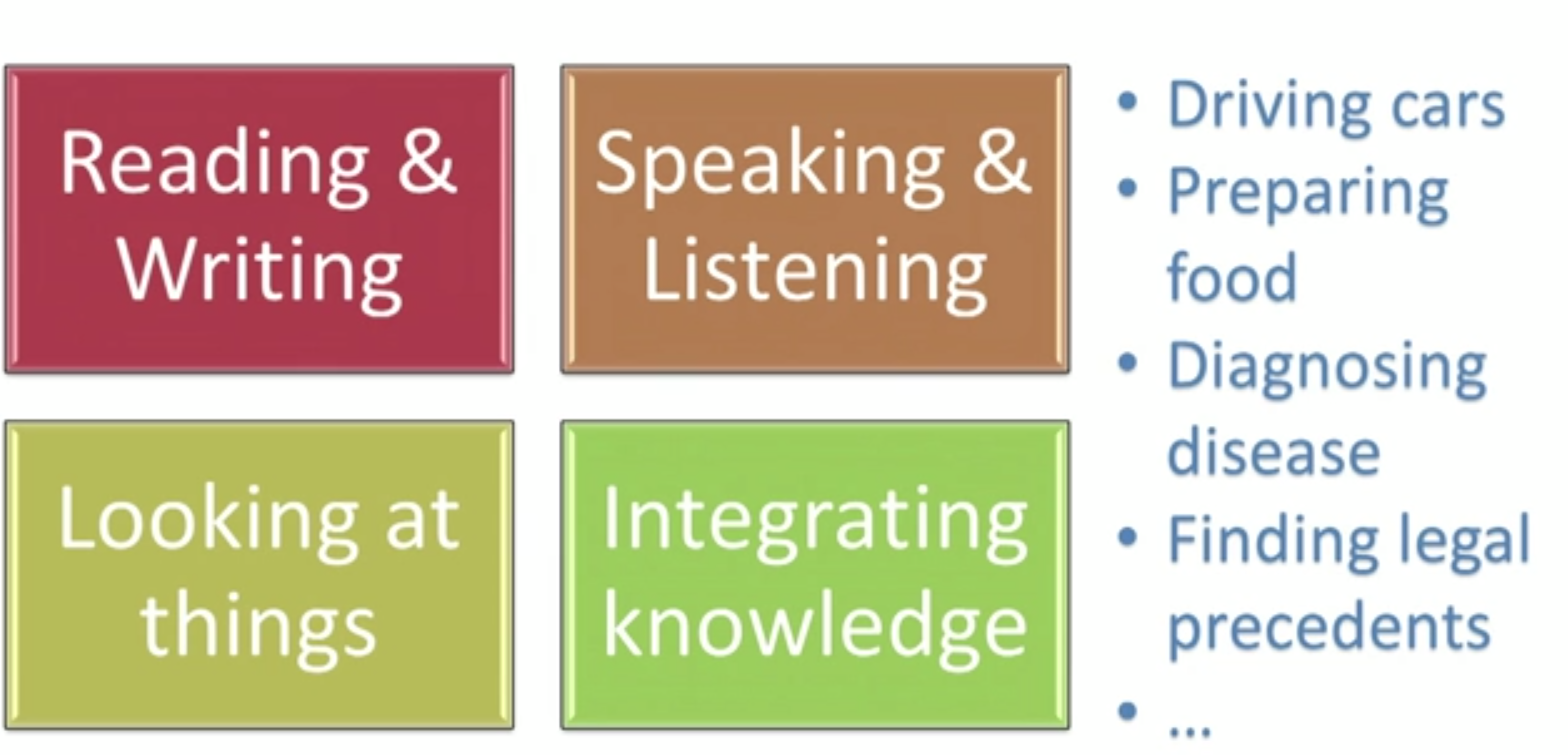 Reading &
Writing
Speaking &
Listening
Looking at
things
Integrating
knowledge
• Driving cars
• Preparing
food
• Diagnosing
disease
• Finding legal
precedents
• ...